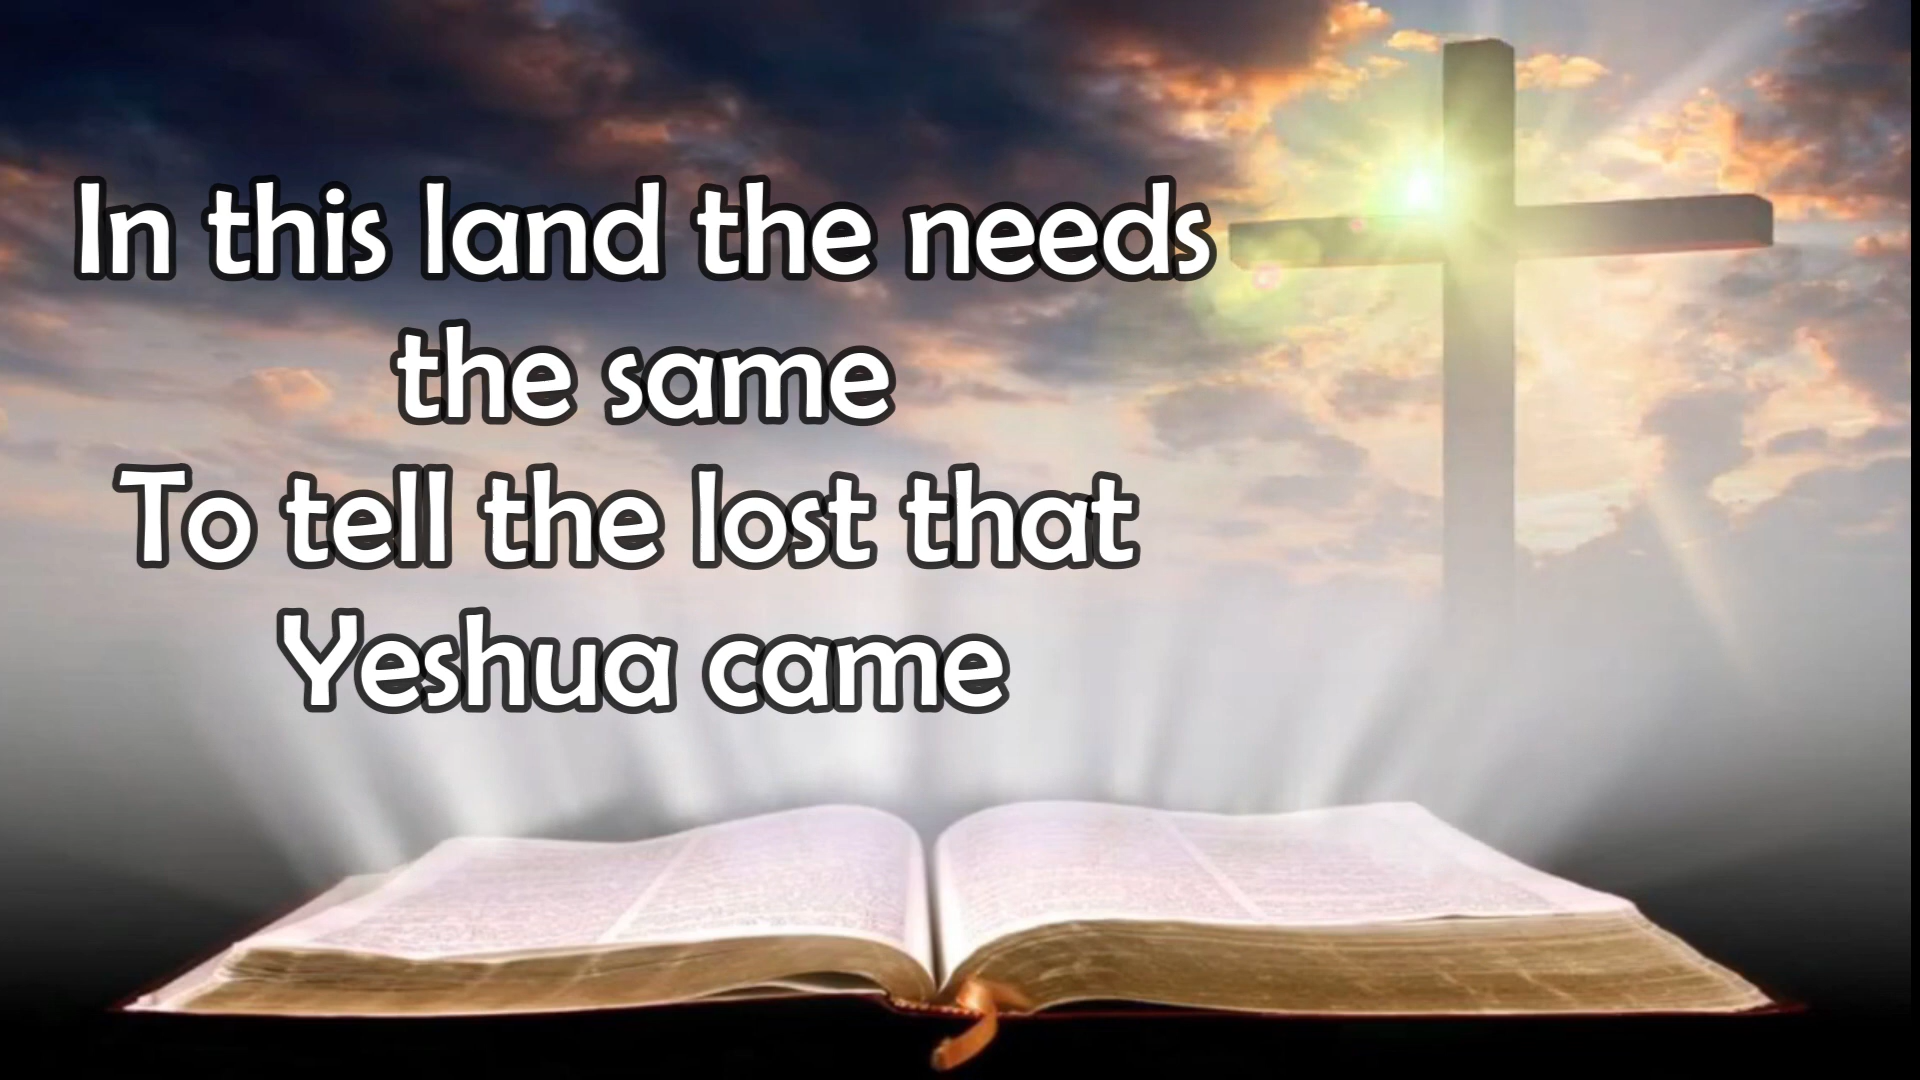 In this land the needs
the same
To tell the lost that
Yeshua came